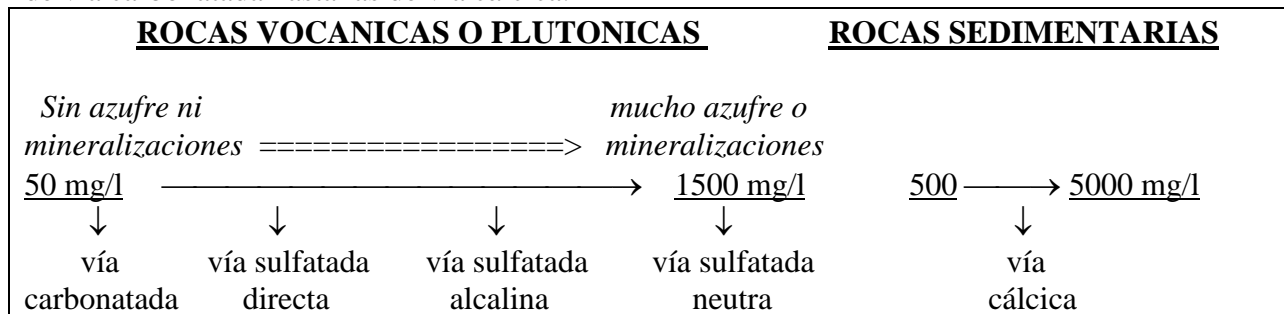 ROCAS VOCANICAS O PLUTONICAS ROCAS SEDIMENTARIAS
Sin azufre ni mucho azufre o
mineralizaciones =================> mineralizaciones
50 mg/l ⎯⎯⎯⎯⎯⎯→ 1500 mg/l 500 ⎯⎯→ 5000 mg/l
↓ ↓ ↓ ↓ ↓
vía vía sulfatada vía sulfatada vía sulfatada vía
carbonatada directa alcalina neutra cálcica